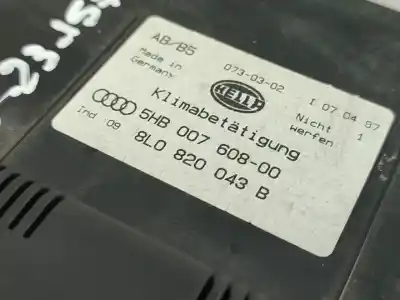 AB/B5 073-03-02 I 07 04 87
Made in Germany HELLA Nicht werfen 1
Klimabetätigung
5HB 007 608-00
Ind 09 8L0 820 043 B